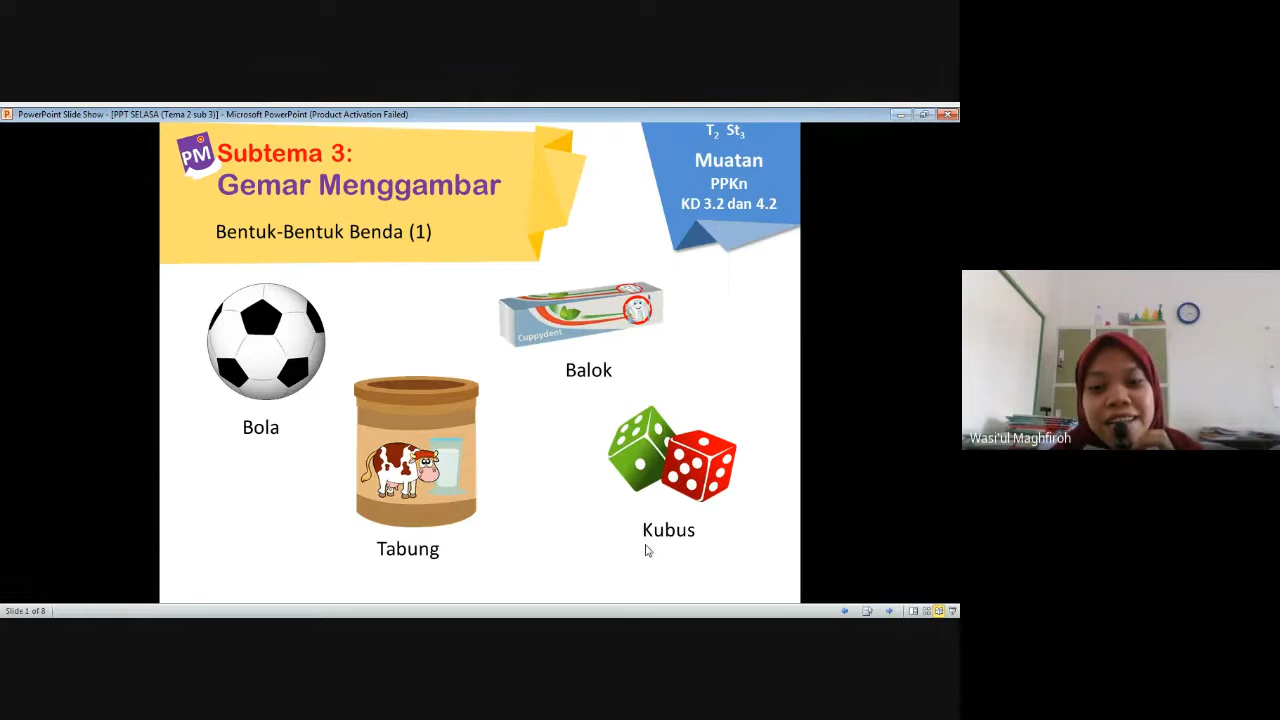 PowerPoint Slide Show - [PPT SELASA (Tema 2 sub 3)] - Microsoft PowerPoint (Product Activation Failed)
PM
Subtema 3:
Gemar Menggambar
Bentuk-Bentuk Benda (1)
T2 St3
Muatan
PPKn
KD 3.2 dan 4.2
Cuppydent
Balok
Bola
Tabung
Kubus
Wasi'ul Maghfiroh
Slide 1 of 8